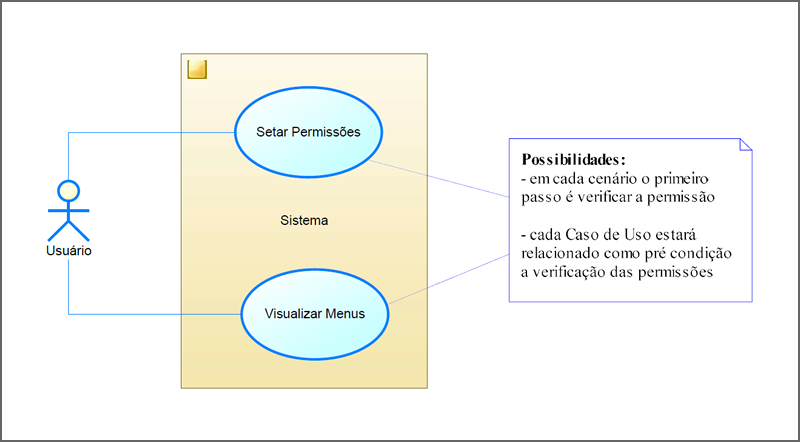 Setar Permissões
Possibilidades:
- em cada cenário o primeiro
passo é verificar a permissão
- cada Caso de Uso estará
relacionado como pré condição
a verificação das permissões
Sistema
Usuário
Visualizar Menus